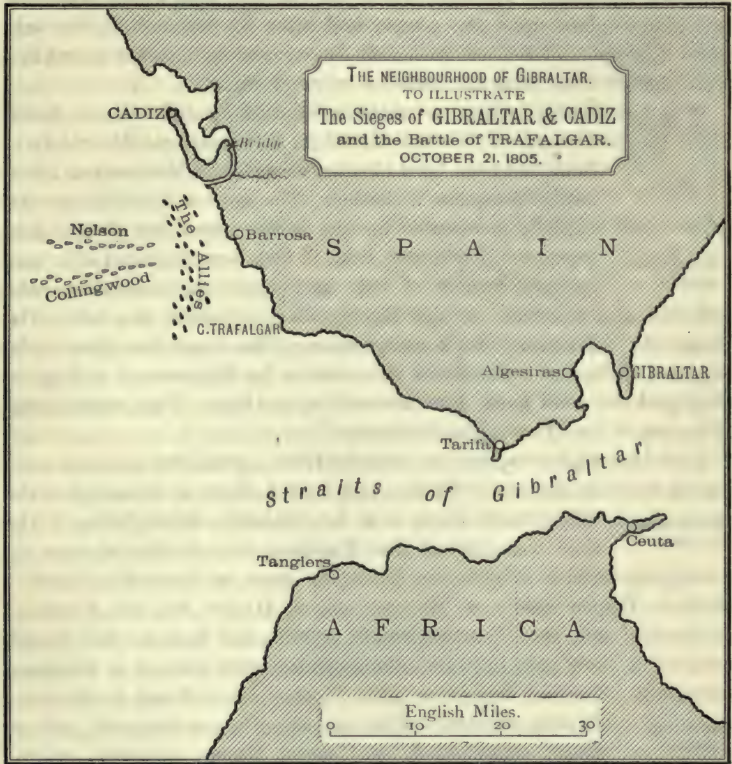 THE NEIGHBOURHOOD OF GIBRALTAR.
TO ILLUSTRATE
The Sieges of GIBRALTAR & CADIZ
and the Battle of TRAFALGAR.
OCTOBER 21. 1805.
CADIZ
Bridge
The Allies
Nelson
Collingwood
Barrosa
SPAIN
C. TRAFALGAR
Algesiras
GIBRALTAR
Tarifa
Straits of Gibraltar
Ceuta
Tangiers
AFRICA
English Miles.
0 10 20 30